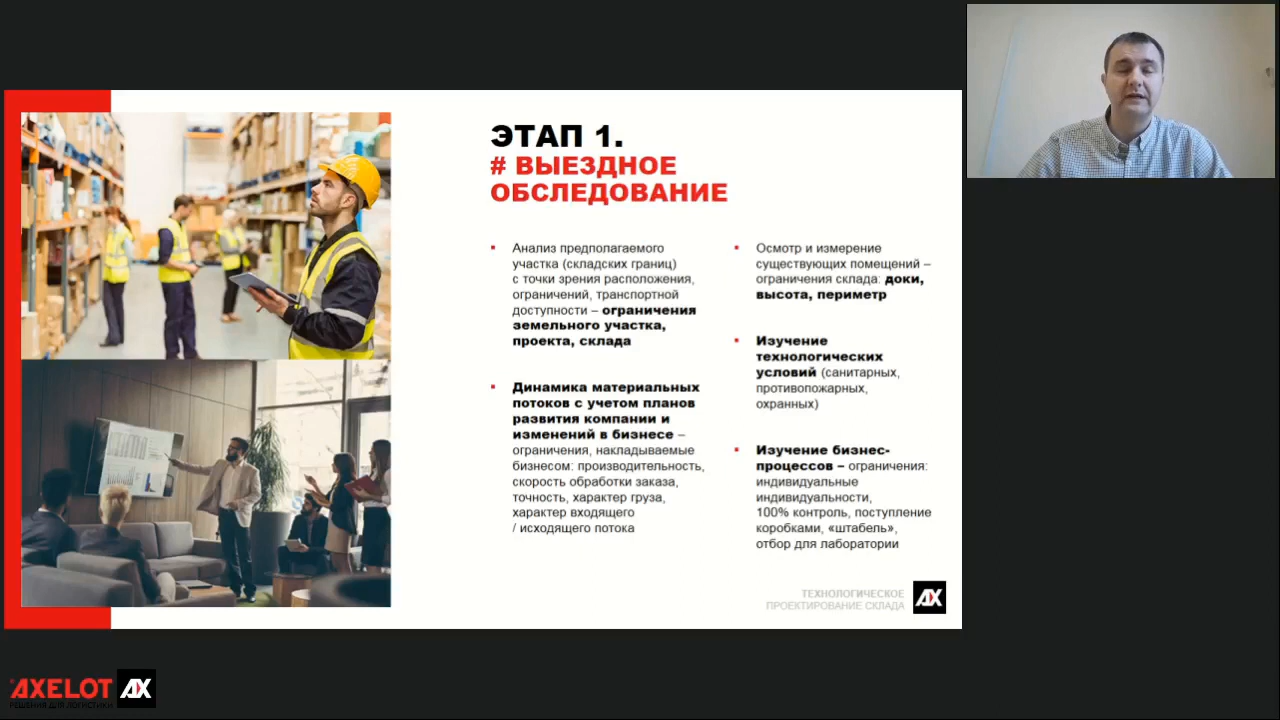 ЭТАП 1.
# ВЫЕЗДНОЕ
ОБСЛЕДОВАНИЕ
Анализ предполагаемого
участка (складских границ)
с точки зрения расположения,
ограничений, транспортной
доступности – ограничения
земельного участка,
проекта, склада
Динамика материальных
потоков с учетом планов
развития компании и
изменений в бизнесе –
ограничения, накладываемые
бизнесом: производительность,
скорость обработки заказа,
точность, характер груза,
характер входящего
/ исходящего потока
Осмотр и измерение
существующих помещений –
ограничения склада: доки,
высота, периметр
Изучение
технологических
условий (санитарных,
противопожарных,
охранных)
Изучение бизнес-
процессов – ограничения:
индивидуальные
индивидуальности,
100% контроль, поступление
коробками, «штабель»,
отбор для лаборатории
ТЕХНОЛОГИЧЕСКОЕ
ПРОЕКТИРОВАНИЕ СКЛАДА
AX
AXELOT AX
РЕШЕНИЯ ДЛЯ ЛОГИСТИКИ